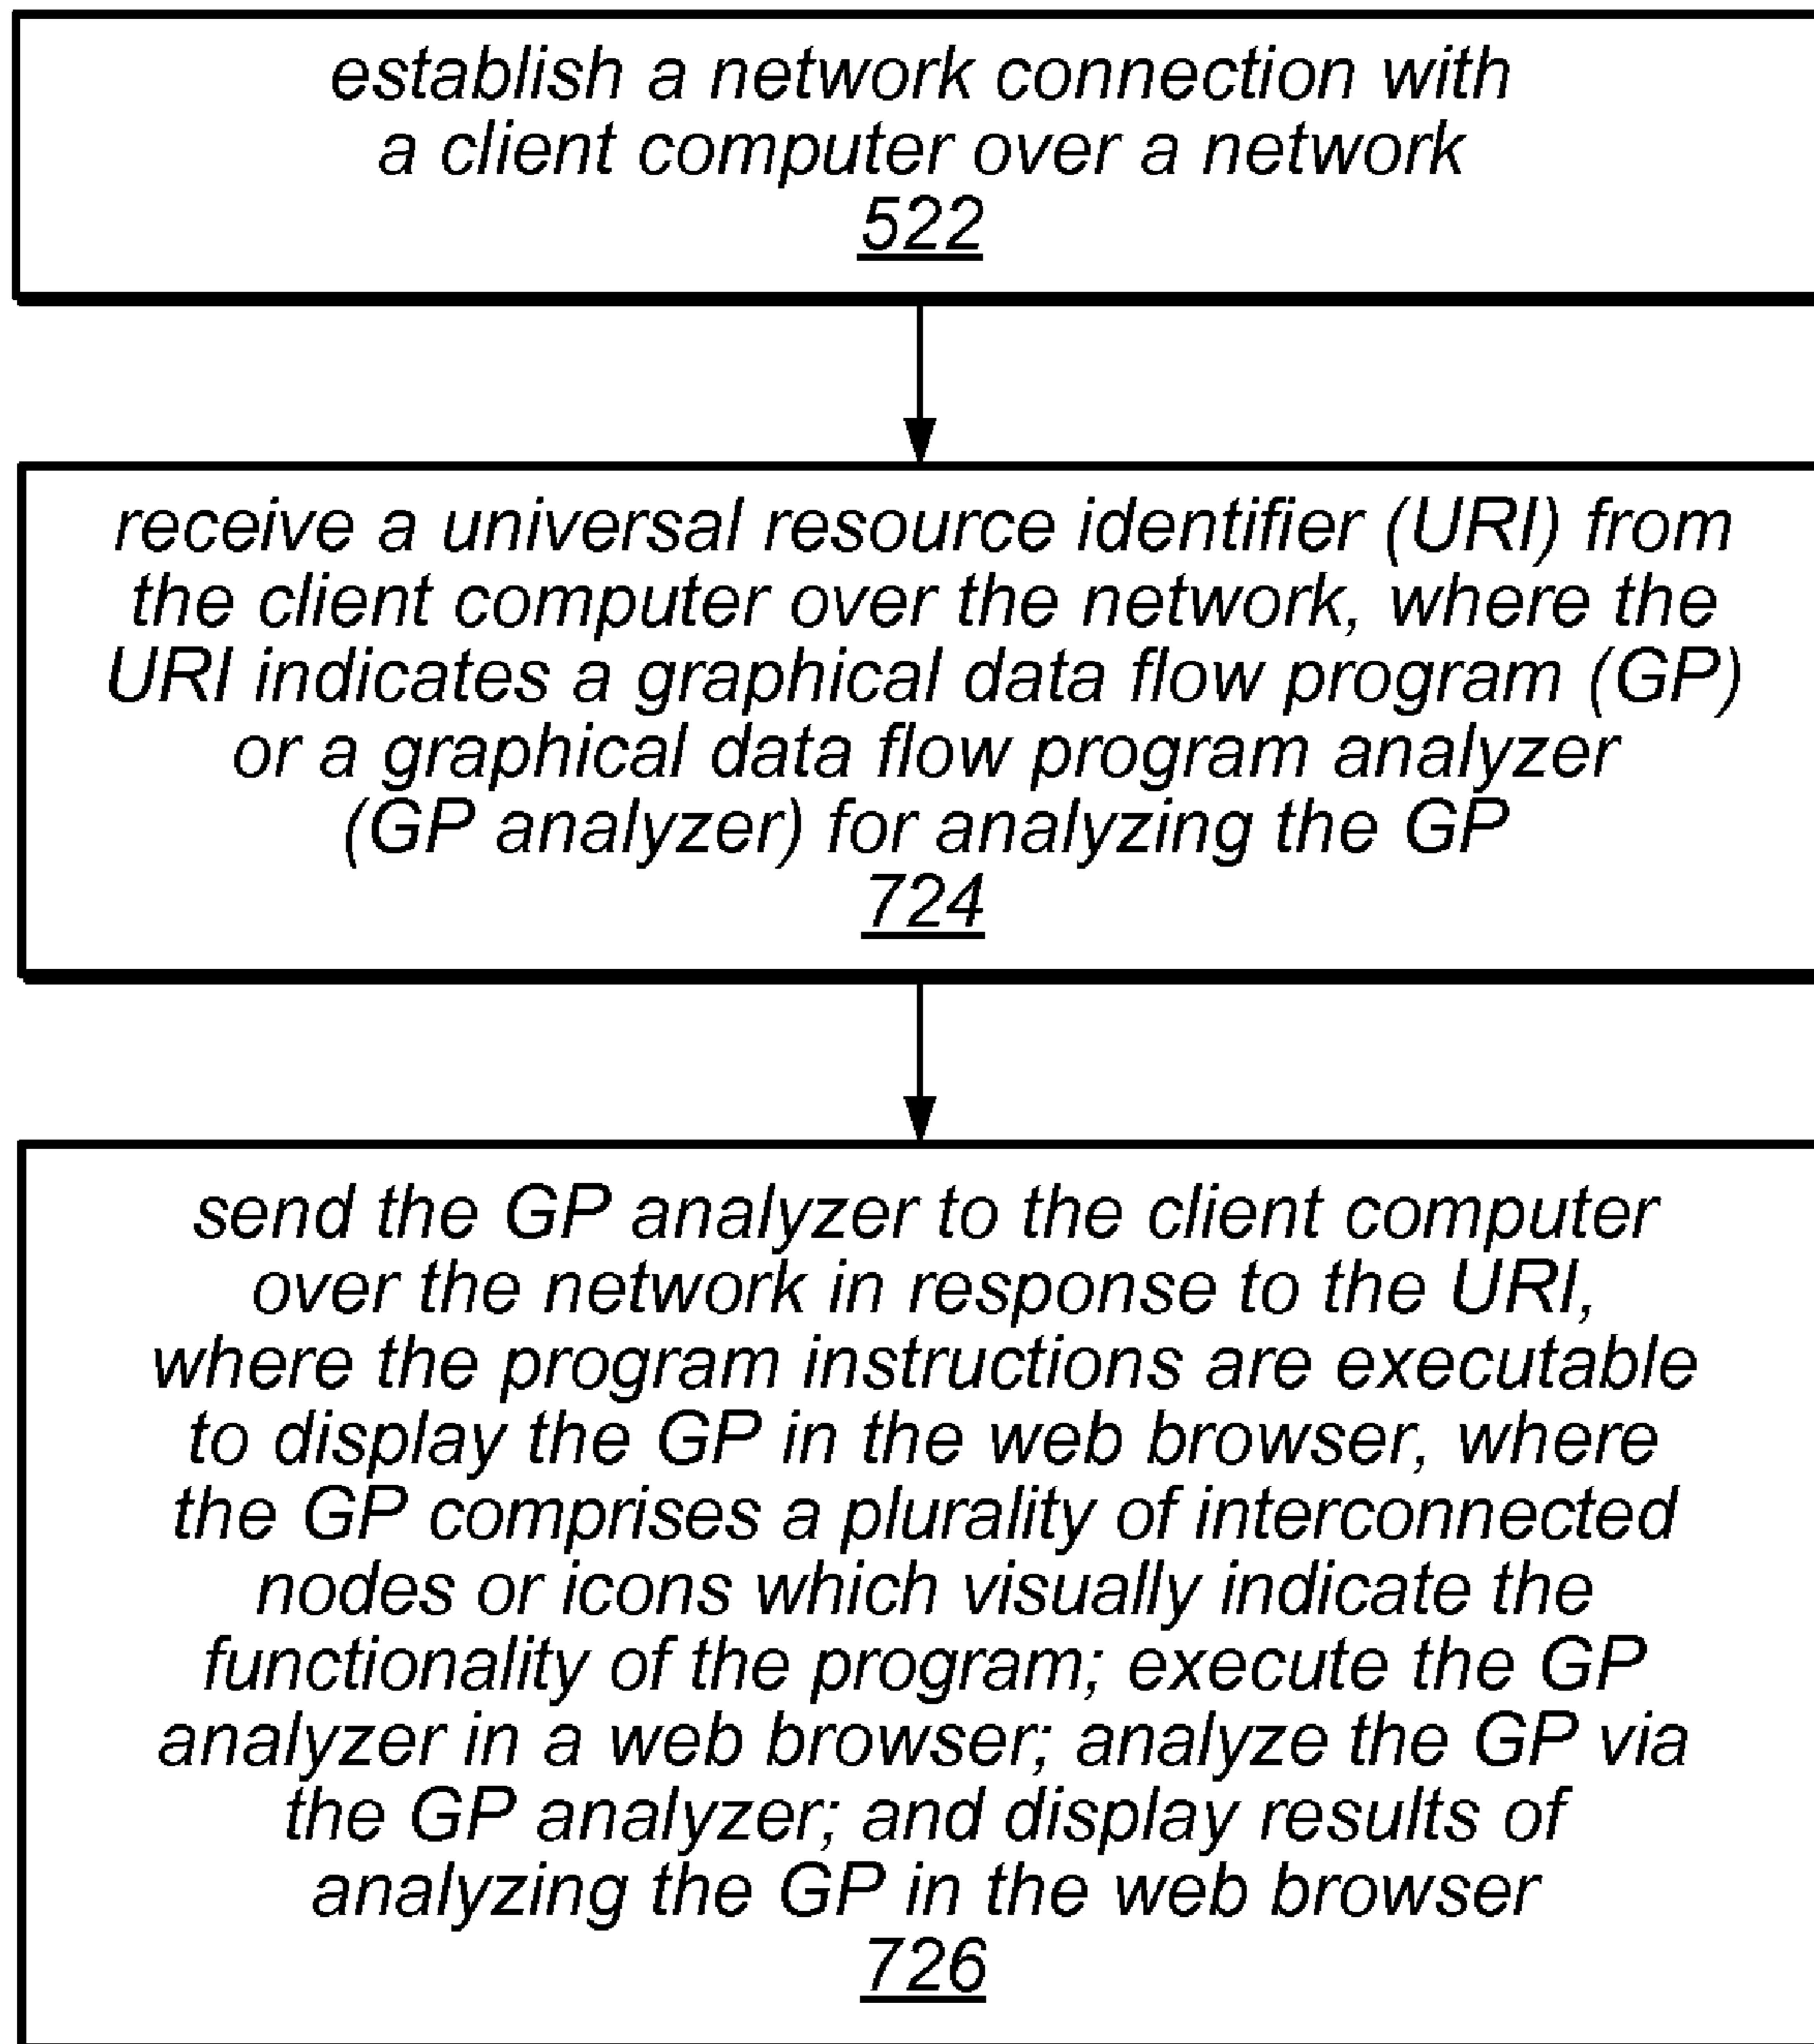 establish a network connection with
a client computer over a network
522
receive a universal resource identifier (URI) from
the client computer over the network, where the
URI indicates a graphical data flow program (GP)
or a graphical data flow program analyzer
(GP analyzer) for analyzing the GP
724
send the GP analyzer to the client computer
over the network in response to the URI,
where the program instructions are executable
to display the GP in the web browser, where
the GP comprises a plurality of interconnected
nodes or icons which visually indicate the
functionality of the program; execute the GP
analyzer in a web browser; analyze the GP via
the GP analyzer; and display results of
analyzing the GP in the web browser
726